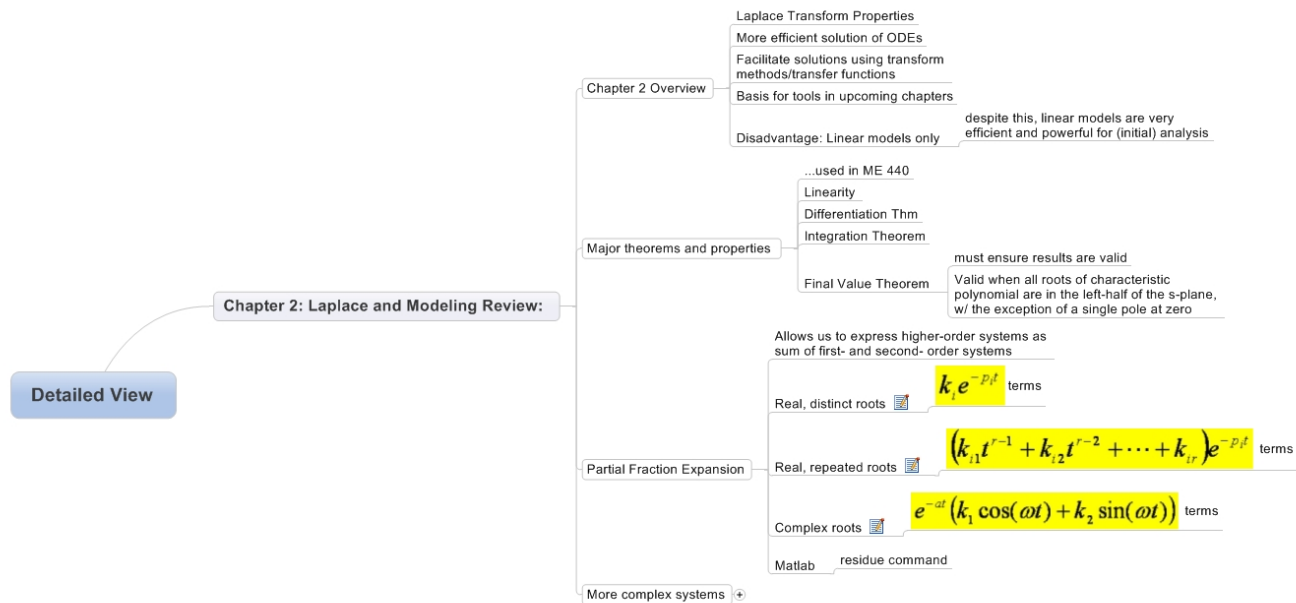 Detailed View
Chapter 2: Laplace and Modeling Review:
Chapter 2 Overview
Laplace Transform Properties
More efficient solution of ODEs
Facilitate solutions using transform
methods/transfer functions
Basis for tools in upcoming chapters
Disadvantage: Linear models only
despite this, linear models are very
efficient and powerful for (initial) analysis
Major theorems and properties
...used in ME 440
Linearity
Differentiation Thm
Integration Theorem
Final Value Theorem
must ensure results are valid
Valid when all roots of characteristic
polynomial are in the left-half of the s-plane,
w/ the exception of a single pole at zero
Partial Fraction Expansion
Allows us to express higher-order systems as
sum of first- and second- order systems
Real, distinct roots
k_i e^{-p_i t} terms
Real, repeated roots
(k_{i1} t^{r-1} + k_{i2} t^{r-2} + ⋯ + k_{ir}) e^{-p_i t} terms
Complex roots
e^{-at} (k_1 cos(ωt) + k_2 sin(ωt)) terms
Matlab
residue command
More complex systems